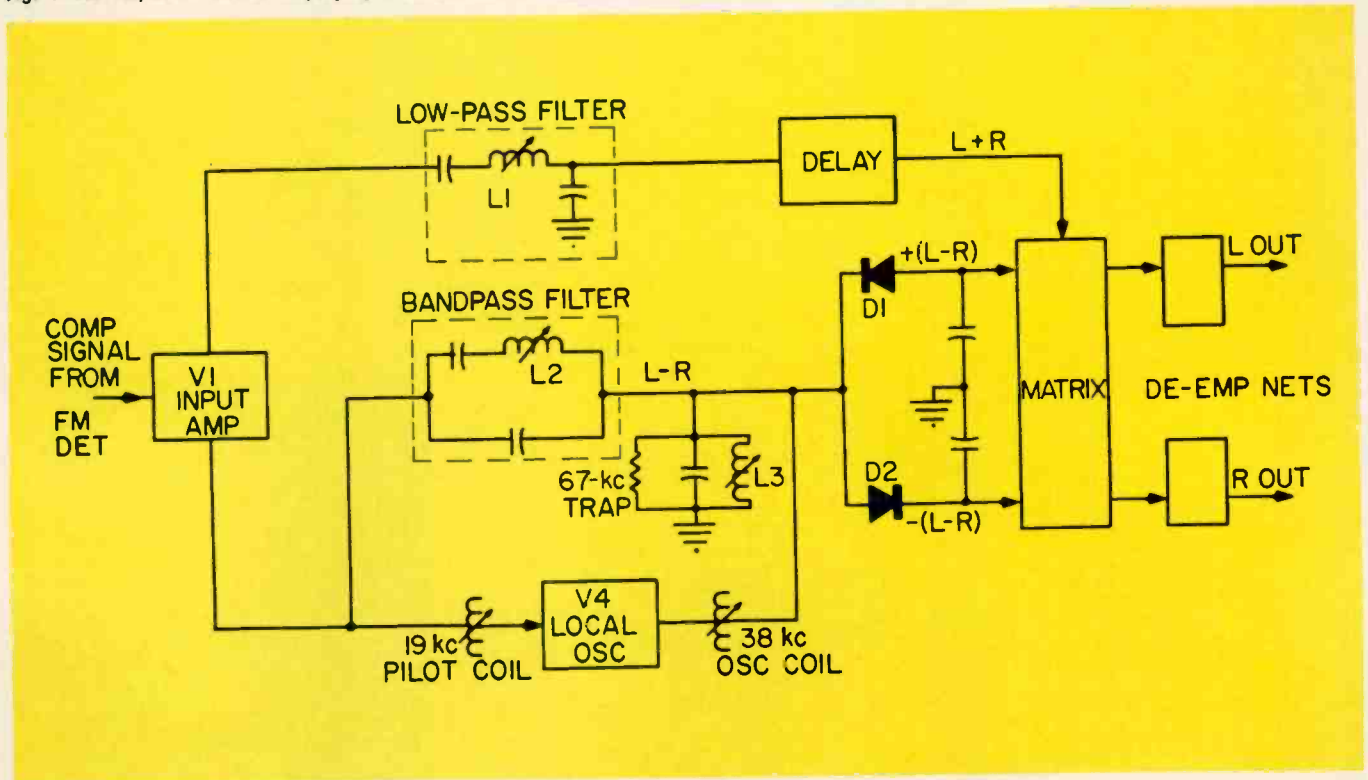 LOW-PASS FILTER
L1
DELAY
L+R
BANDPASS FILTER
L2
L-R
COMP
SIGNAL
FROM
FM
DET
V1
INPUT
AMP
67-kc
TRAP
L3
D1
+(L-R)
D2
-(L-R)
MATRIX
L OUT
DE-EMP NETS
R OUT
19 kc
PILOT COIL
V4
LOCAL
OSC
38 kc
OSC COIL